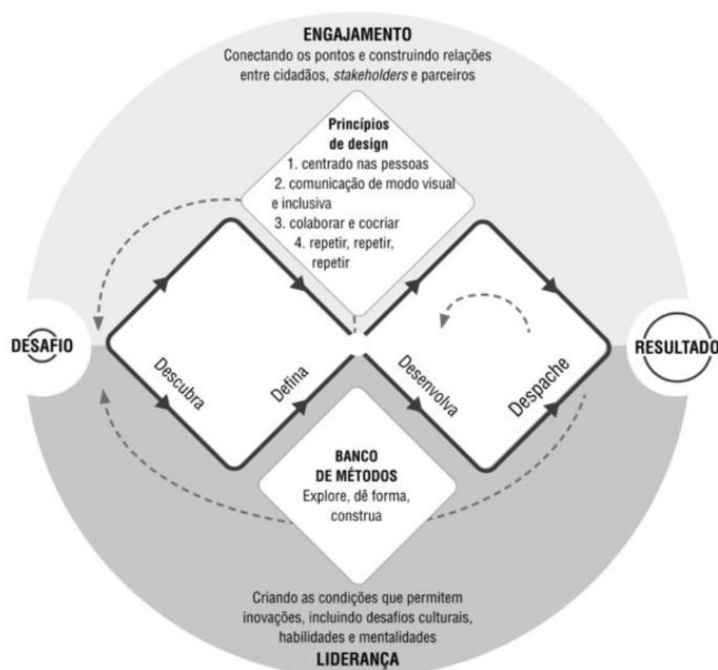 ENGAJAMENTO
Conectando os pontos e construindo relações
entre cidadãos, stakeholders e parceiros
Princípios
de design
1. centrado nas pessoas
2. comunicação de modo visual
e inclusiva
3. colaborar e cocriar
4. repetir, repetir,
repetir
DESAFIO
Descubra
Defina
Desenvolva
Despache
RESULTADO
BANCO
DE MÉTODOS
Explore, dê forma,
construa
Criando as condições que permitem
inovações, incluindo desafios culturais,
habilidades e mentalidades
LIDERANÇA